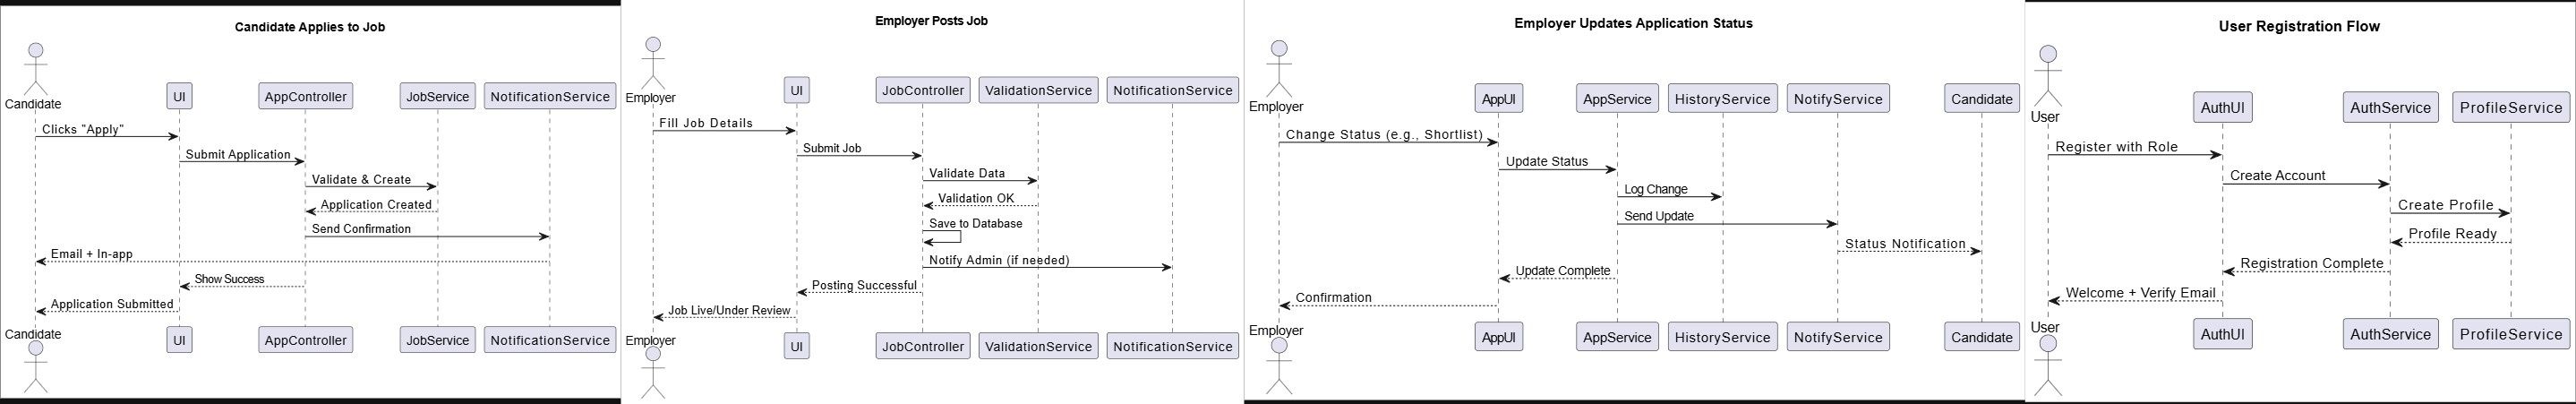 Candidate Applies to Job
Candidate
UI
AppController
JobService
NotificationService
Clicks "Apply"
Submit Application
Validate & Create
Application Created
Send Confirmation
Email + In-app
Show Success
Application Submitted
Candidate
UI
AppController
JobService
NotificationService
Employer Posts Job
Employer
UI
JobController
ValidationService
NotificationService
Fill Job Details
Submit Job
Validate Data
Validation OK
Save to Database
Notify Admin (if needed)
Posting Successful
Job Live/Under Review
Employer
UI
JobController
ValidationService
NotificationService
Employer Updates Application Status
Employer
AppUI
AppService
HistoryService
NotifyService
Candidate
Change Status (e.g., Shortlist)
Update Status
Log Change
Send Update
Status Notification
Update Complete
Confirmation
Employer
AppUI
AppService
HistoryService
NotifyService
Candidate
User Registration Flow
User
AuthUI
AuthService
ProfileService
Register with Role
Create Account
Create Profile
Profile Ready
Registration Complete
Welcome + Verify Email
User
AuthUI
AuthService
ProfileService